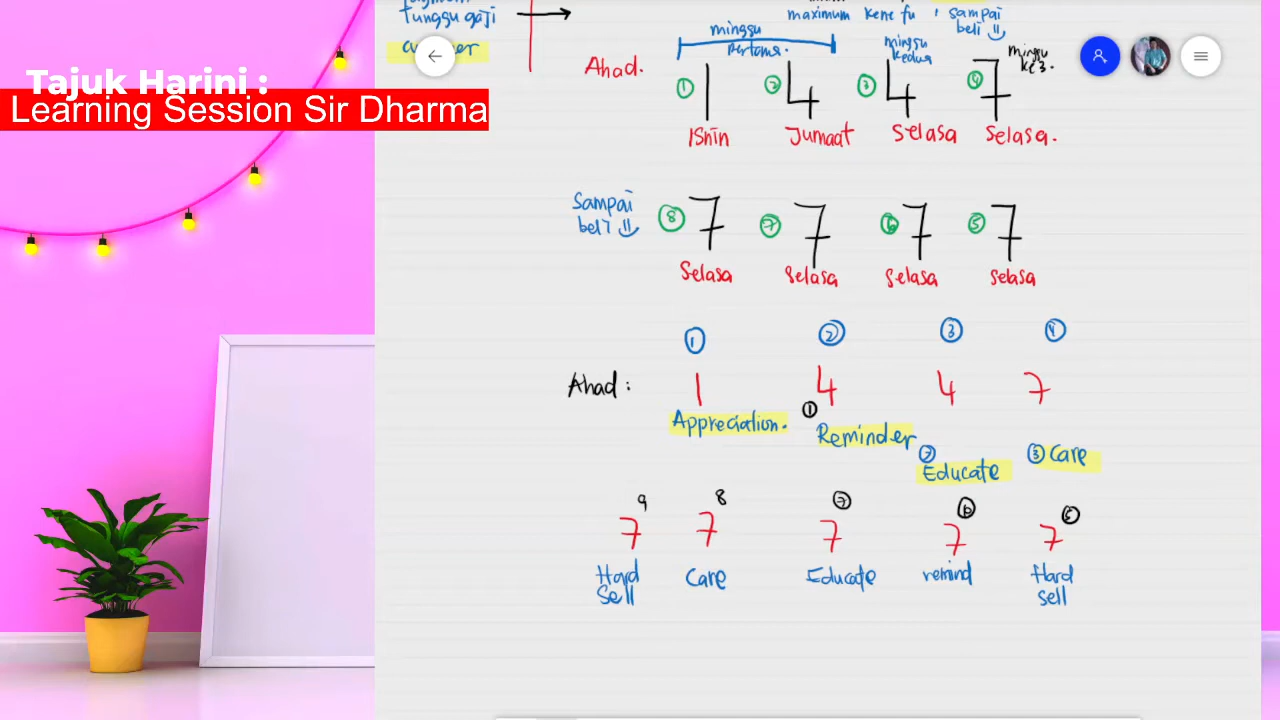 Tajuk Harini :
Learning Session Sir Dharma
tunggu gaji
maximum kene fu , sampai
beli
minggu
pertama.
minggu
kedua
minggu
ke 3.
Ahad.
① 1 ② 4 ③ 4 ④ 7
Isnin Jumaat Selasa Selasa.
Sampai
beli
⑧ 7 ⑦ 7 ⑥ 7 ⑤ 7
Selasa Selasa Selasa Selasa
① ② ③ ④
Ahad : 1 4 4 7
Appreciation. ① Reminder
② Educate
③ Care
9 8 ⑦ ⑥ ⑤
7 7 7 7 7
Hard Care Educate remind Hard
Sell sell